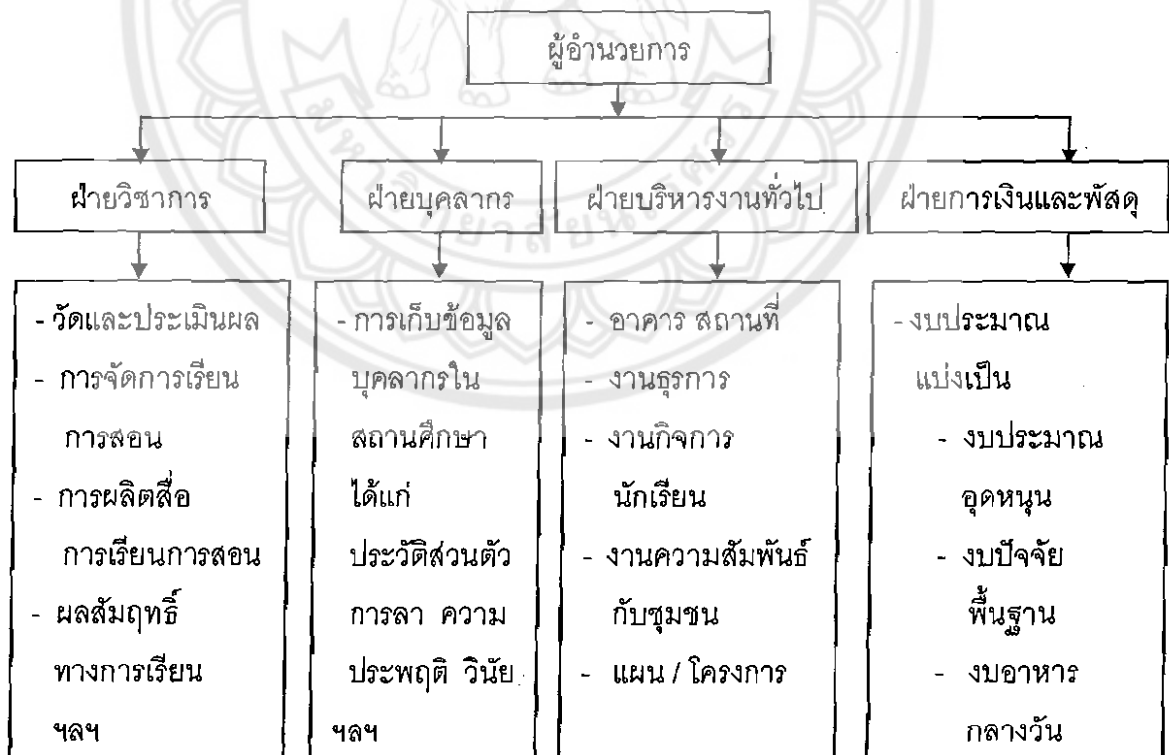 ผู้อำนวยการ
ฝ่ายวิชาการ
ฝ่ายบุคลากร
ฝ่ายบริหารงานทั่วไป
ฝ่ายการเงินและพัสดุ
- วัดและประเมินผล
- การจัดการเรียน
การสอน
- การผลิตสื่อ
การเรียนการสอน
- ผลสัมฤทธิ์
ทางการเรียน
ฯลฯ
- การเก็บข้อมูล
บุคลากรใน
สถานศึกษา
ได้แก่
ประวัติส่วนตัว
การลา ความ
ประพฤติ วินัย
ฯลฯ
- อาคาร สถานที่
- งานธุรการ
- งานกิจการ
นักเรียน
- งานความสัมพันธ์
กับชุมชน
- แผน / โครงการ
- งบประมาณ
แบ่งเป็น
- งบประมาณ
อุดหนุน
- งบปัจจัย
พื้นฐาน
- งบอาหาร
กลางวัน